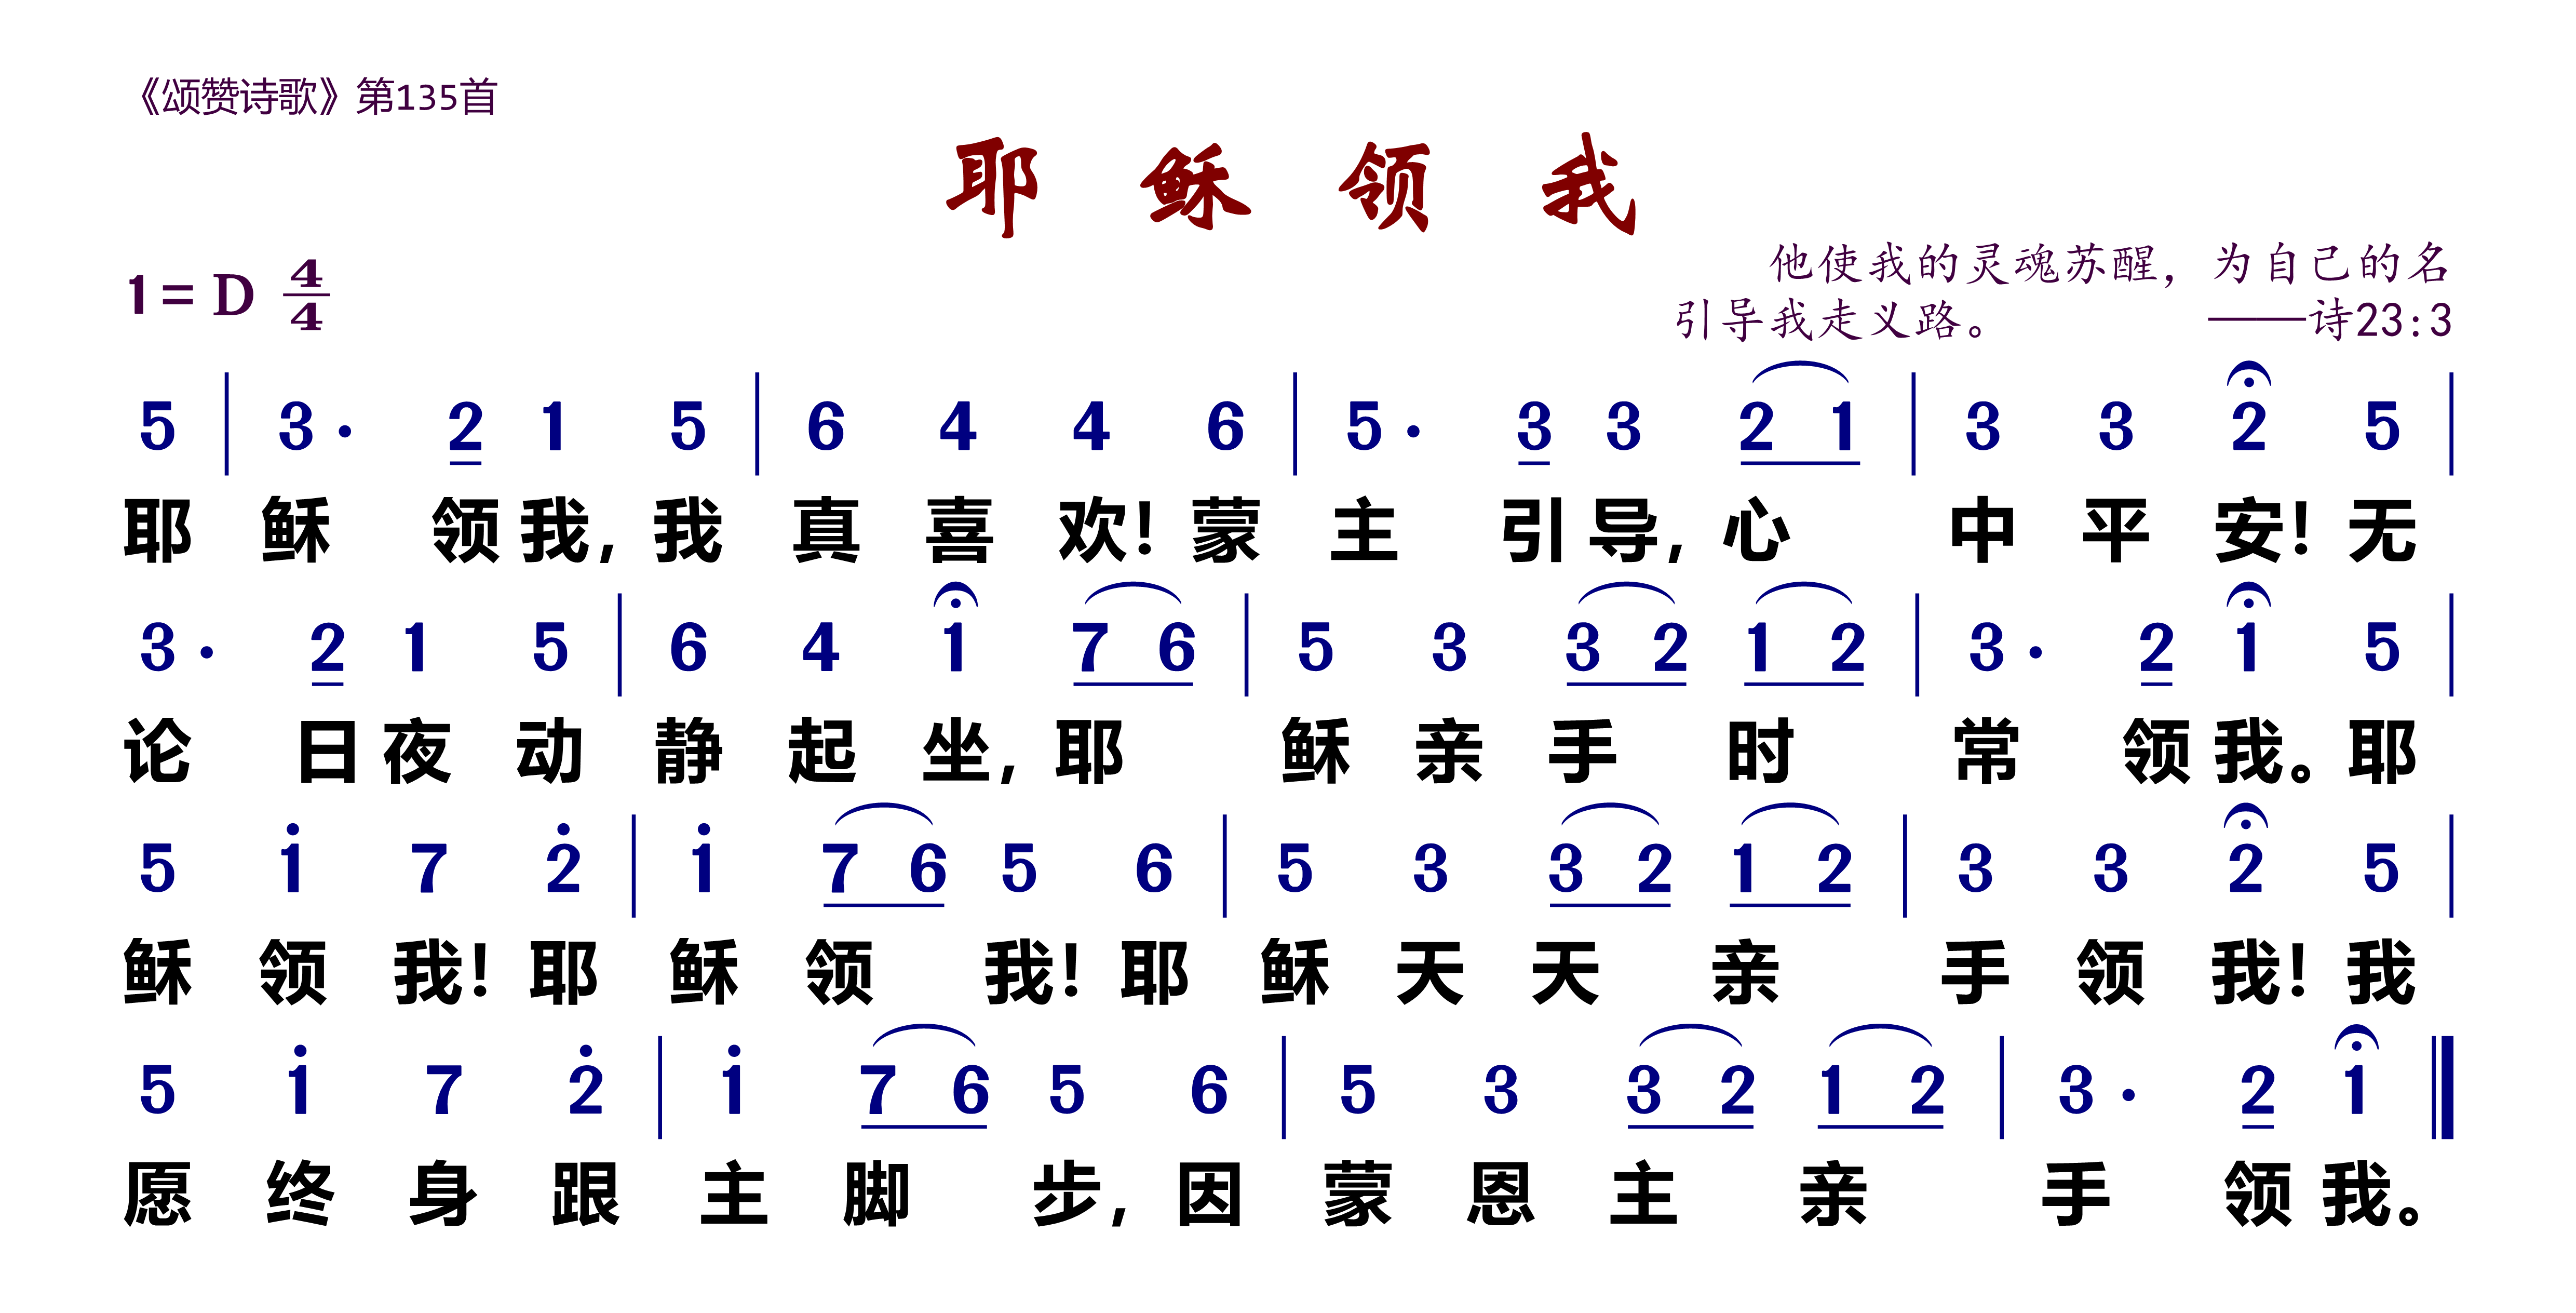 《颂赞诗歌》第135首
耶稣领我
他使我的灵魂苏醒，为自己的名
1=D 4/4
引导我走义路。 ——诗23:3
5 | 3· 2 1 5 | 6 4 4 6 | 5· 3 3 2 1 | 3 3 2 5 |
耶稣领我，我真喜欢！蒙主引导，心中平安！无
3· 2 1 5 | 6 4 1 7 6 | 5 3 3 2 1 2 | 3· 2 1 5 |
论日夜动静起坐，耶稣亲手时常领我。耶
5 1̇ 7 2̇ | 1̇ 7 6 5 6 | 5 3 3 2 1 2 | 3 3 2 5 |
稣领我！耶稣领我！耶稣天天亲手领我！我
5 1̇ 7 2̇ | 1̇ 7 6 5 6 | 5 3 3 2 1 2 | 3· 2 1 ‖
愿终身跟主脚步，因蒙恩主亲手领我。